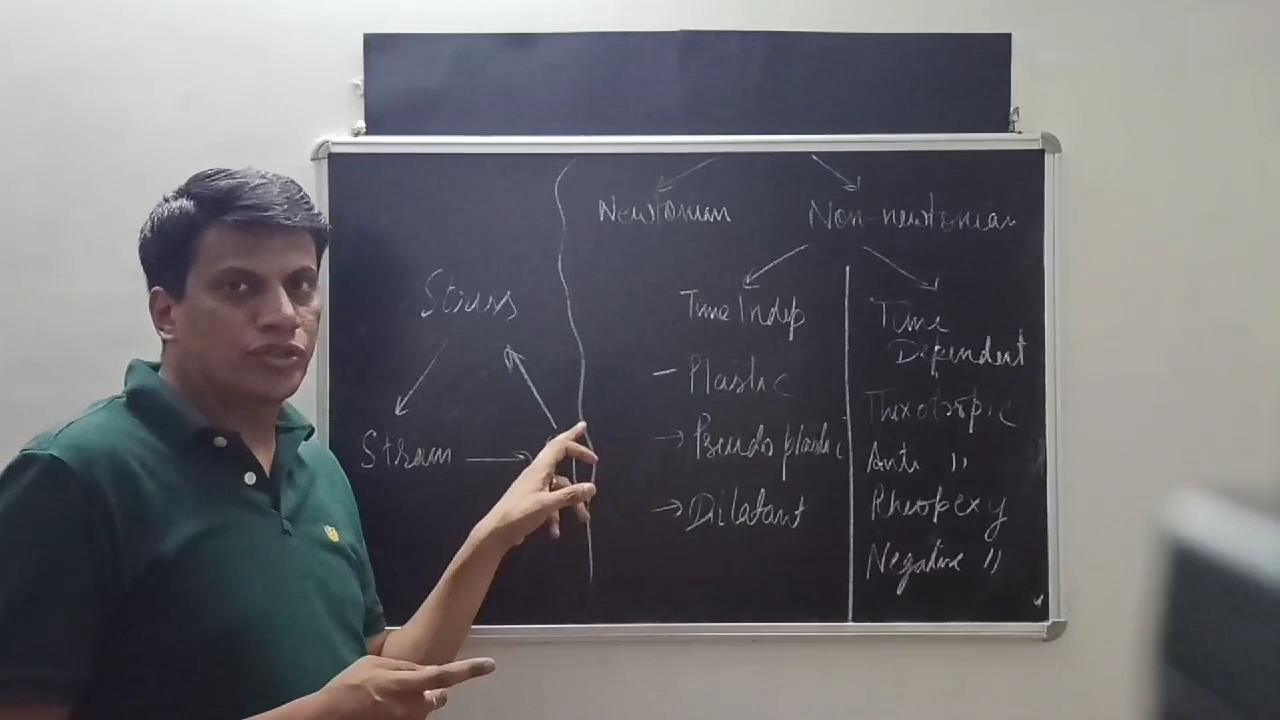 Stress
Strain
Newtonian
Non-newtonian
Time Indep
- Plastic
→ Pseudo plastic
→ Dilatant
Time
Dependent
Thixotropic
Anti "
Rheopexy
Negative "